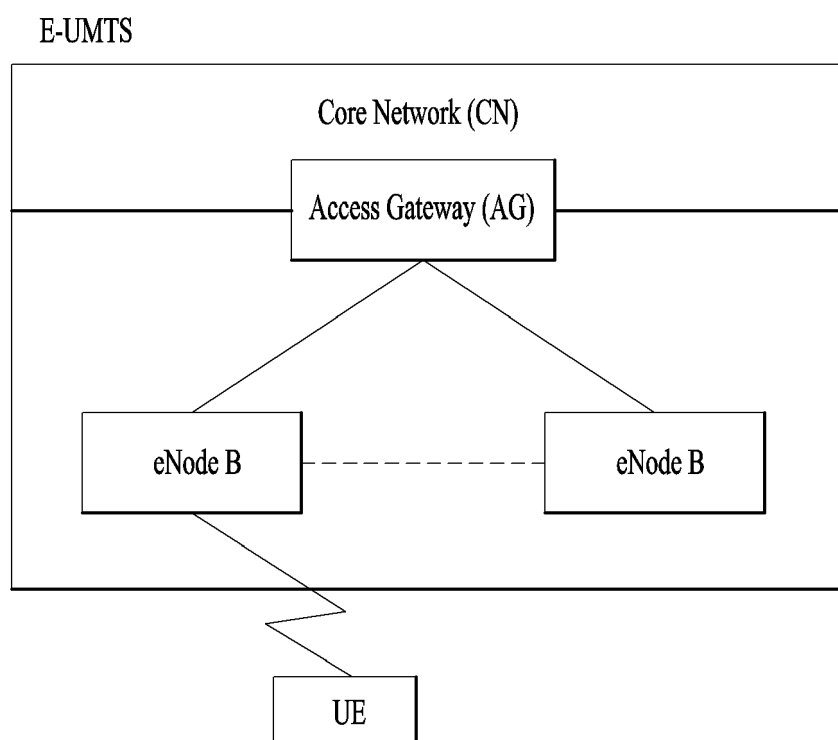 E-UMTS
Core Network (CN)
Access Gateway (AG)
eNode B
eNode B
UE